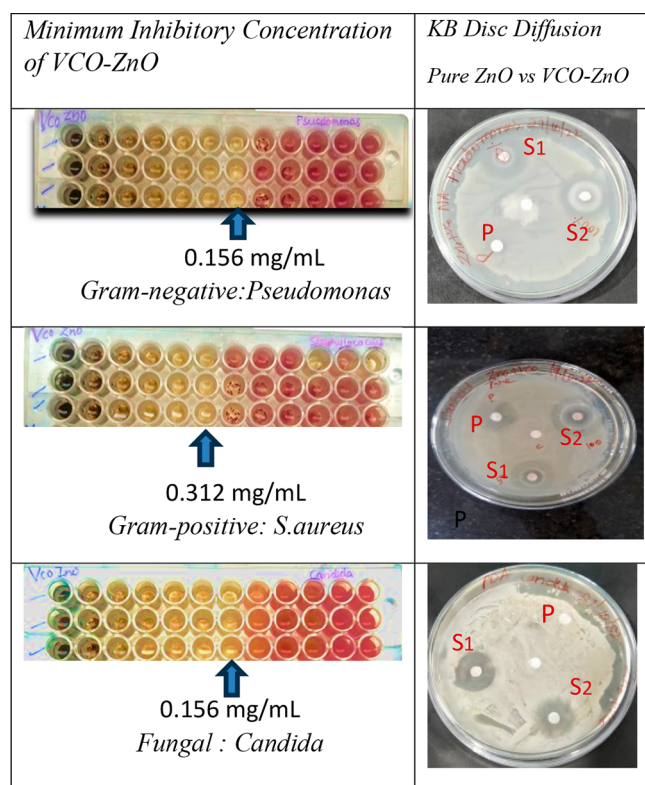 Minimum Inhibitory Concentration
of VCO-ZnO
KB Disc Diffusion
Pure ZnO vs VCO-ZnO
Vco ZnO
Pseudomonas
0.156 mg/mL
Gram-negative:Pseudomonas
S1
P
S2
Vco ZnO
Staphylococcus
0.312 mg/mL
Gram-positive: S.aureus
P
S2
S1
P
Candida
0.156 mg/mL
Fungal : Candida
P
S1
S2